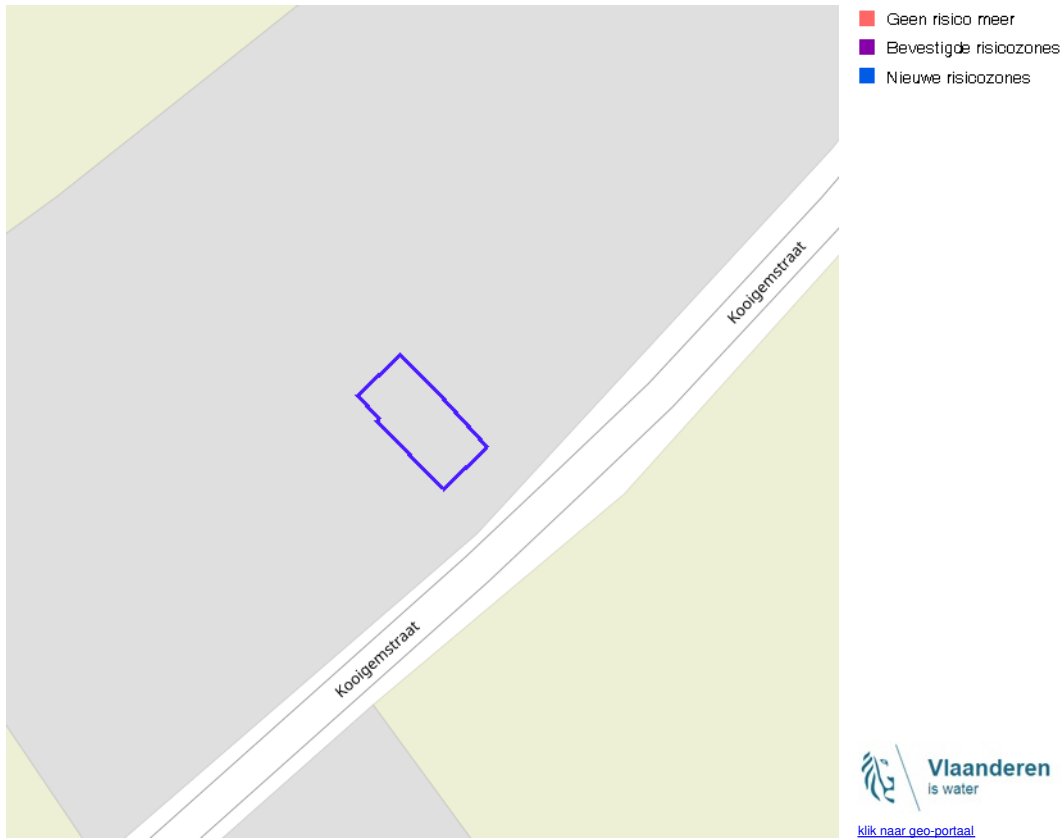 Geen risico meer
Bevestigde risicozones
Nieuwe risicozones
Kooigemstraat
Kooigemstraat
Vlaanderen
is water
klik naar geo-portaal